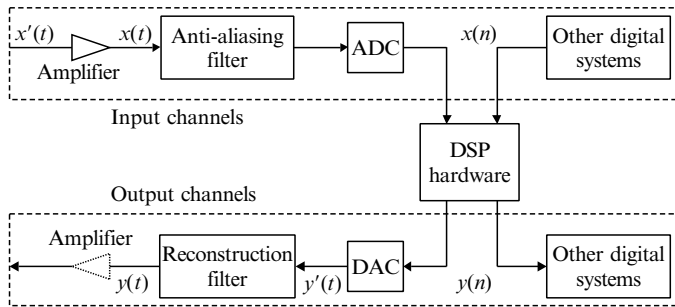 x′(t)
Amplifier
x(t)
Anti-aliasing
filter
ADC
x(n)
Other digital
systems
Input channels
DSP
hardware
Output channels
Amplifier
y(t)
Reconstruction
filter
y′(t)
DAC
y(n)
Other digital
systems